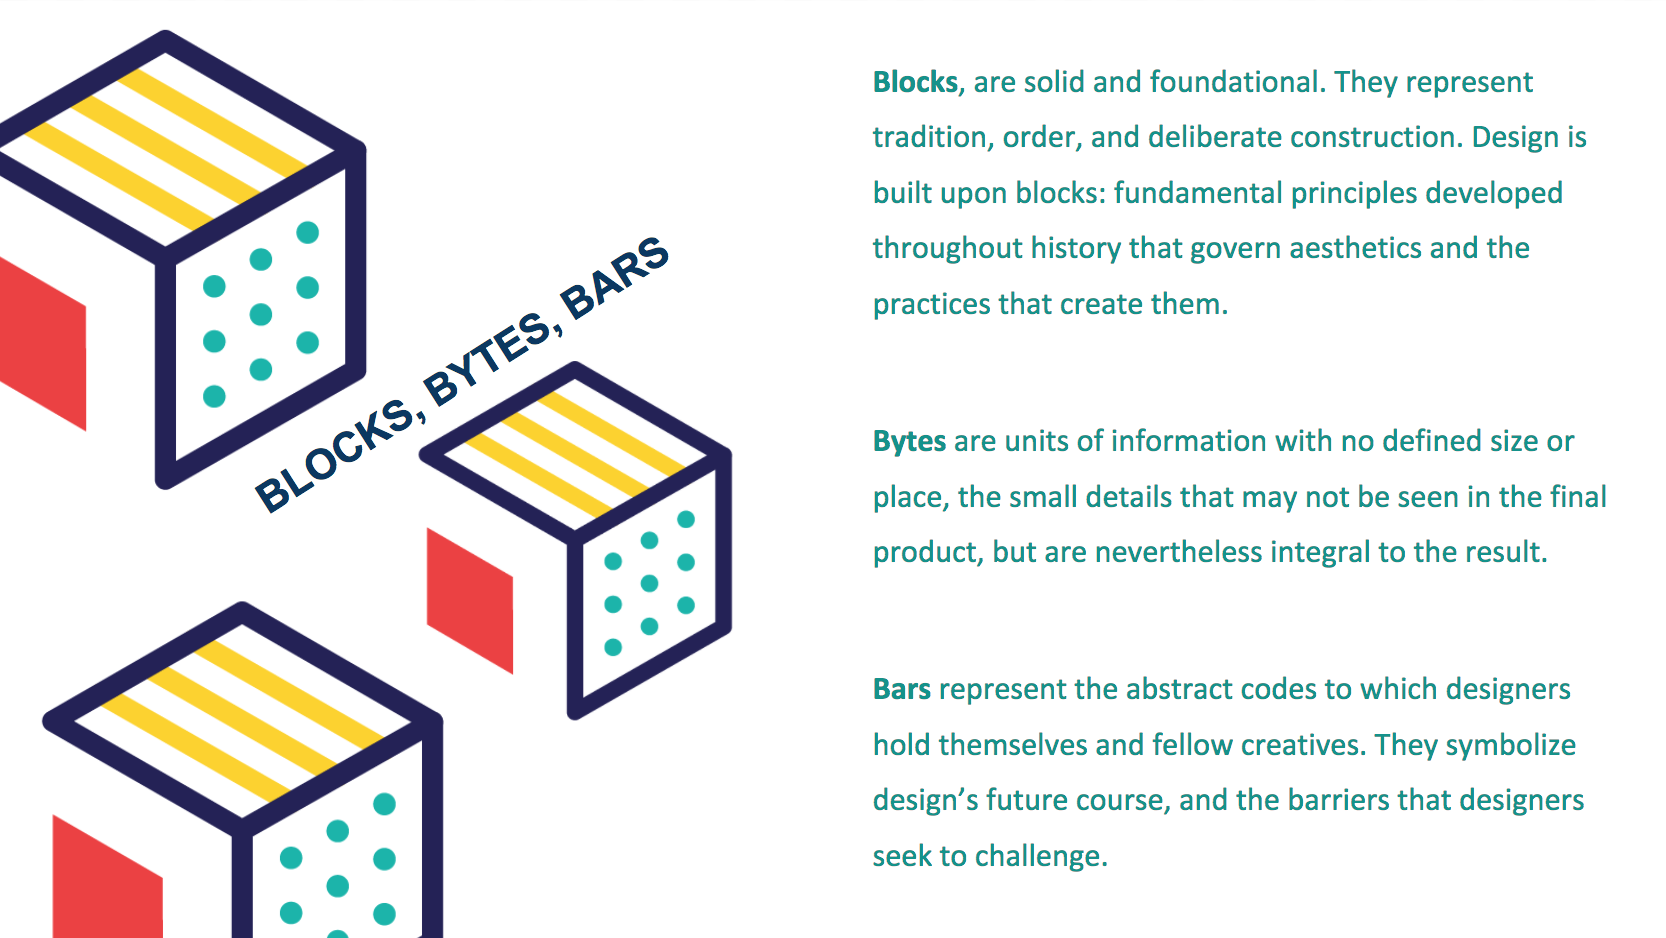 BLOCKS, BYTES, BARS
Blocks, are solid and foundational. They represent
tradition, order, and deliberate construction. Design is
built upon blocks: fundamental principles developed
throughout history that govern aesthetics and the
practices that create them.
Bytes are units of information with no defined size or
place, the small details that may not be seen in the final
product, but are nevertheless integral to the result.
Bars represent the abstract codes to which designers
hold themselves and fellow creatives. They symbolize
design’s future course, and the barriers that designers
seek to challenge.